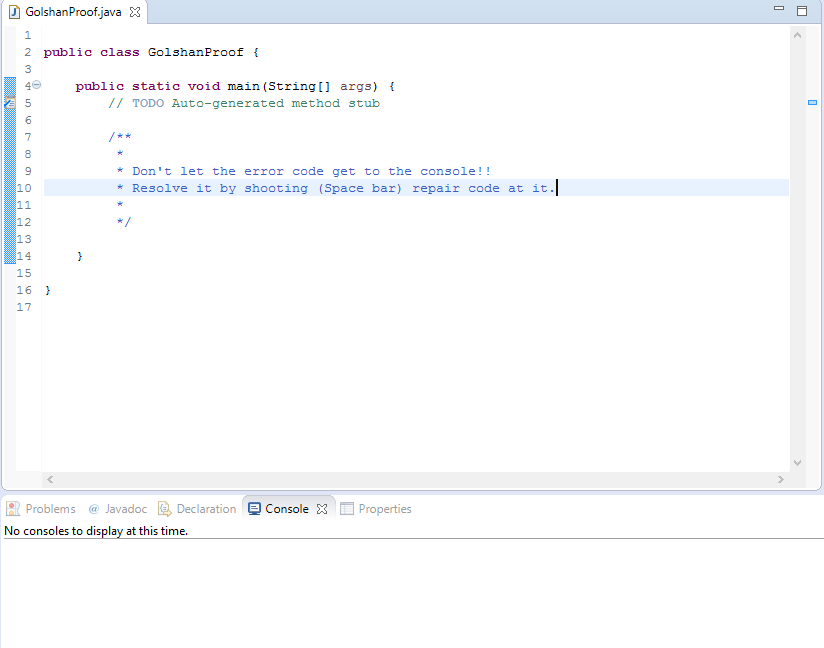 GolshanProof.java
1
2 public class GolshanProof {
3
4 public static void main(String[] args) {
5 // TODO Auto-generated method stub
6
7 /**
8 *
9 * Don't let the error code get to the console!!
10 * Resolve it by shooting (Space bar) repair code at it.
11 *
12 */
13
14 }
15
16 }
17
Problems @ Javadoc Declaration Console Properties
No consoles to display at this time.